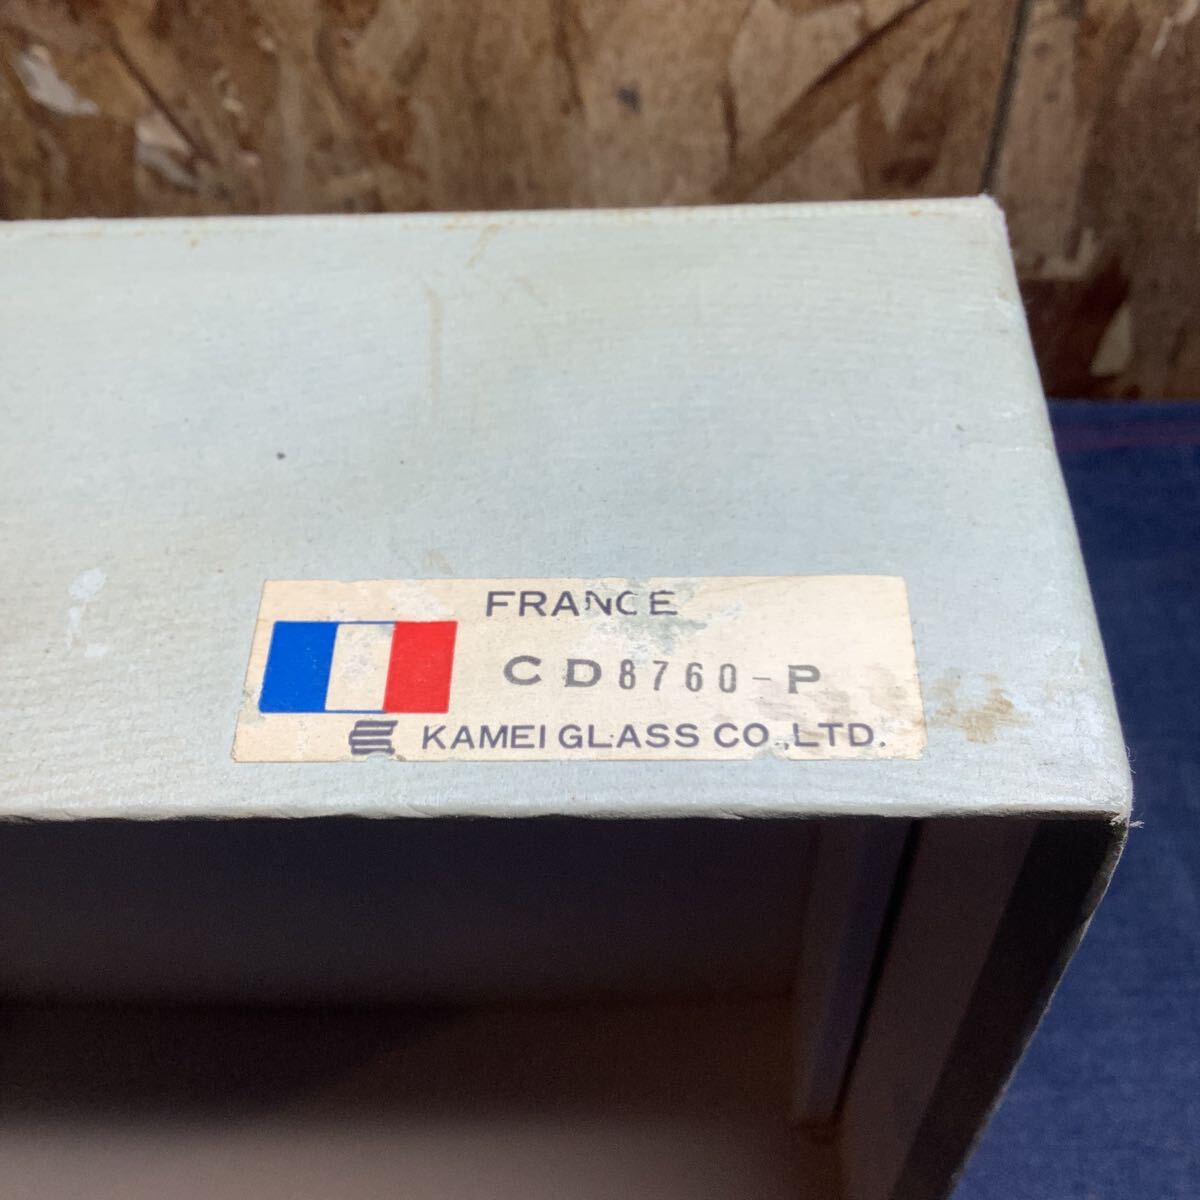 FRANCE
CD8760-P
KAMEI GLASS CO.,LTD.